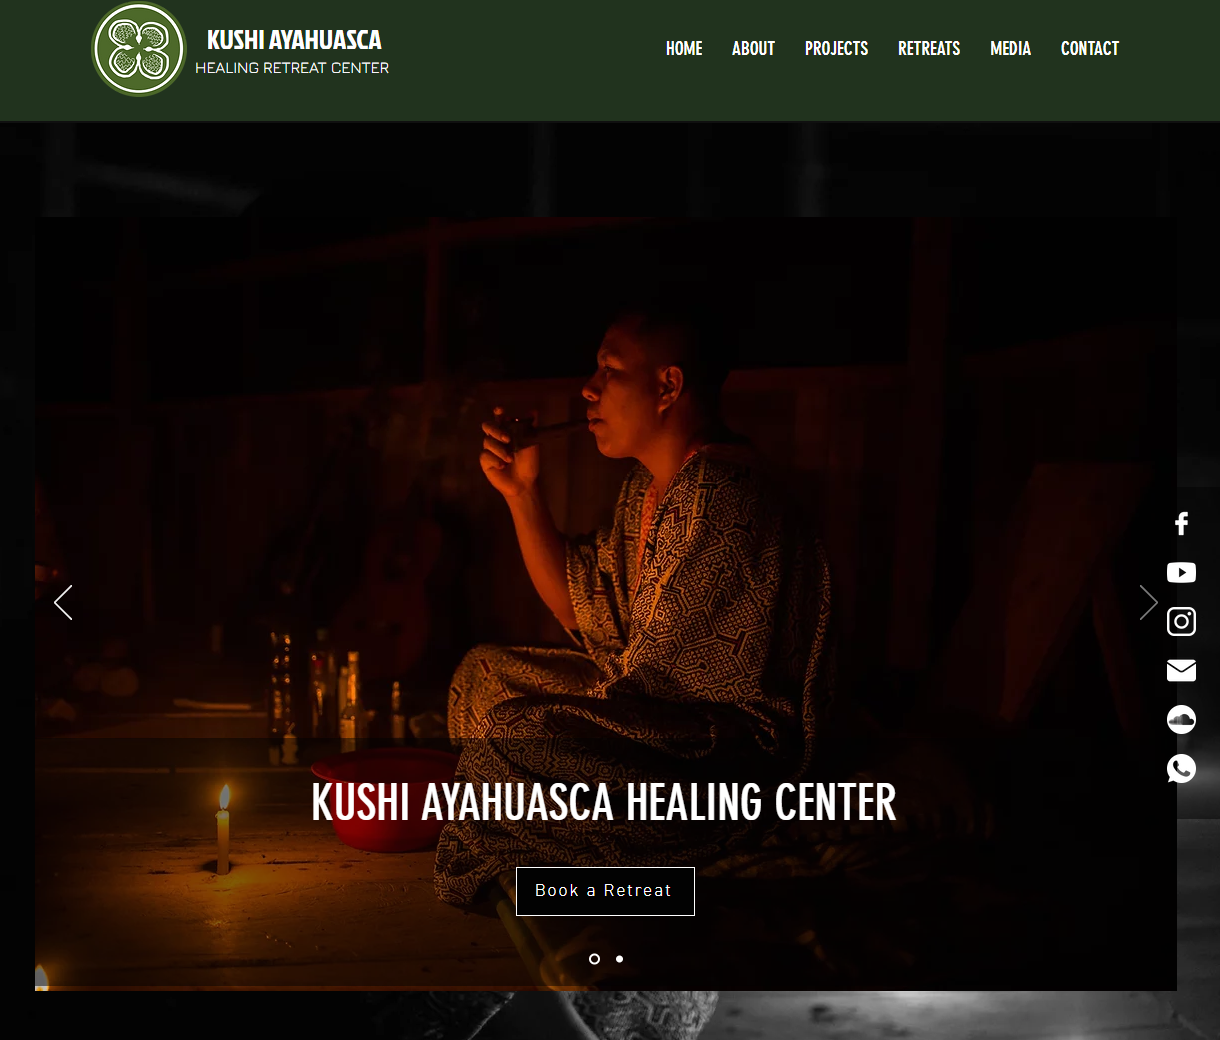 KUSHI AYAHUASCA
HEALING RETREAT CENTER
HOME ABOUT PROJECTS RETREATS MEDIA CONTACT
KUSHI AYAHUASCA HEALING CENTER
Book a Retreat